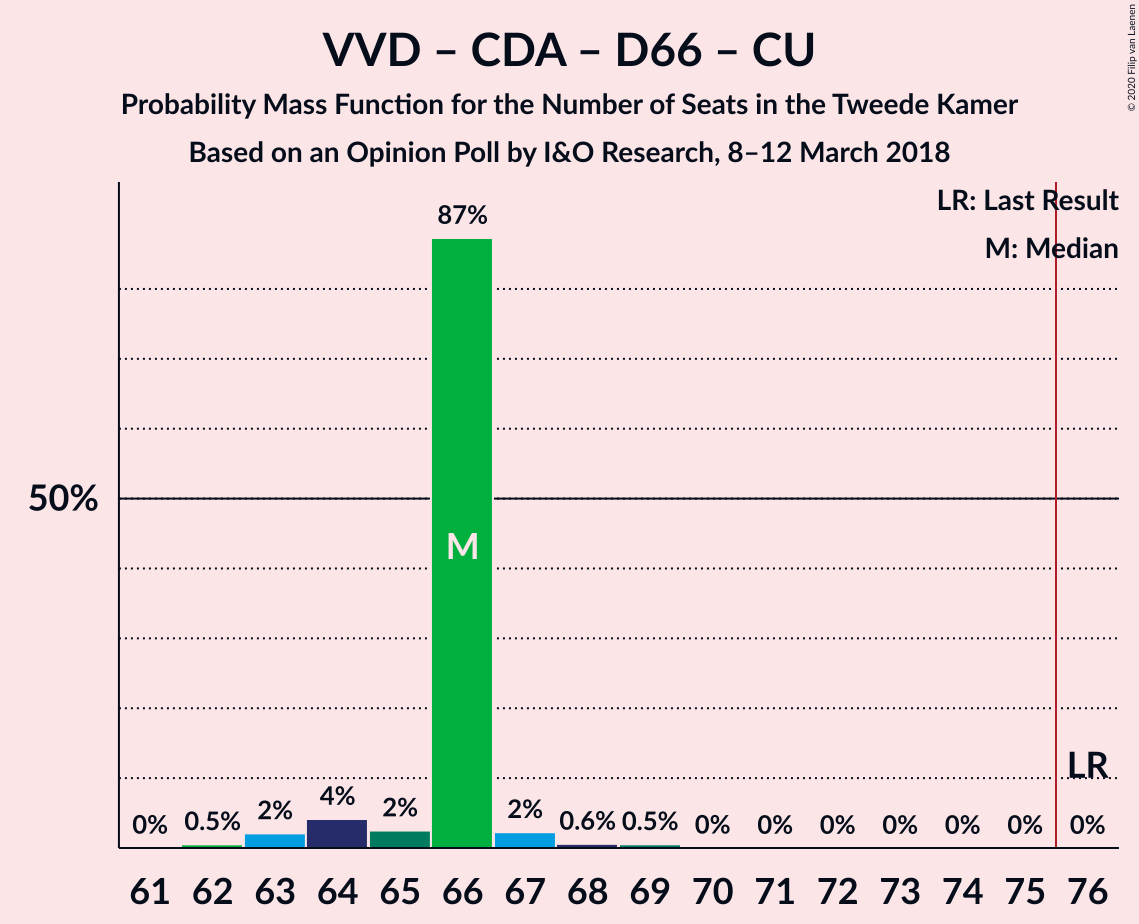 VVD – CDA – D66 – CU
Probability Mass Function for the Number of Seats in the Tweede Kamer
Based on an Opinion Poll by I&O Research, 8–12 March 2018
© 2020 Filip van Laenen
LR: Last Result
M: Median
87%
50%
M
LR
0% 0.5% 2% 4% 2% 2% 0.6% 0.5% 0% 0% 0% 0% 0% 0% 0%
61 62 63 64 65 66 67 68 69 70 71 72 73 74 75 76